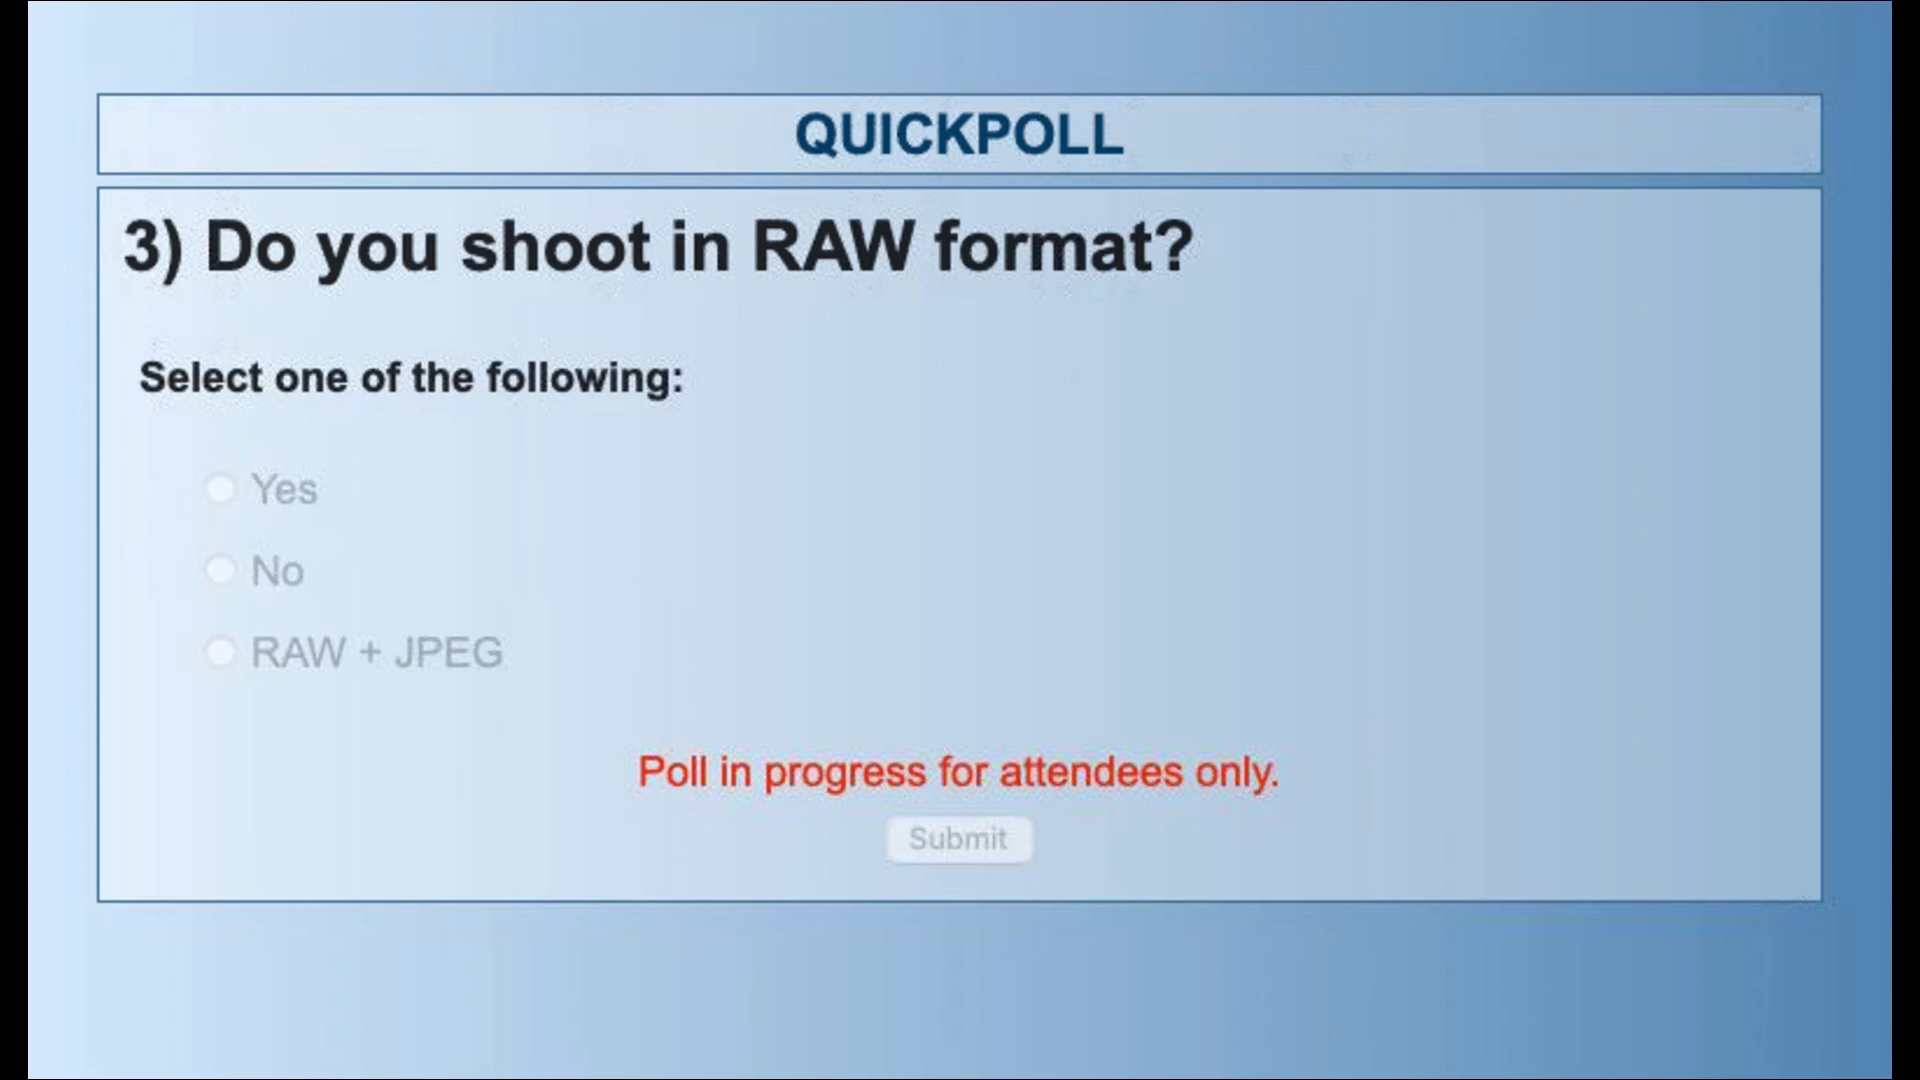 QUICKPOLL
3) Do you shoot in RAW format?
Select one of the following:
Yes
No
RAW + JPEG
Poll in progress for attendees only.
Submit